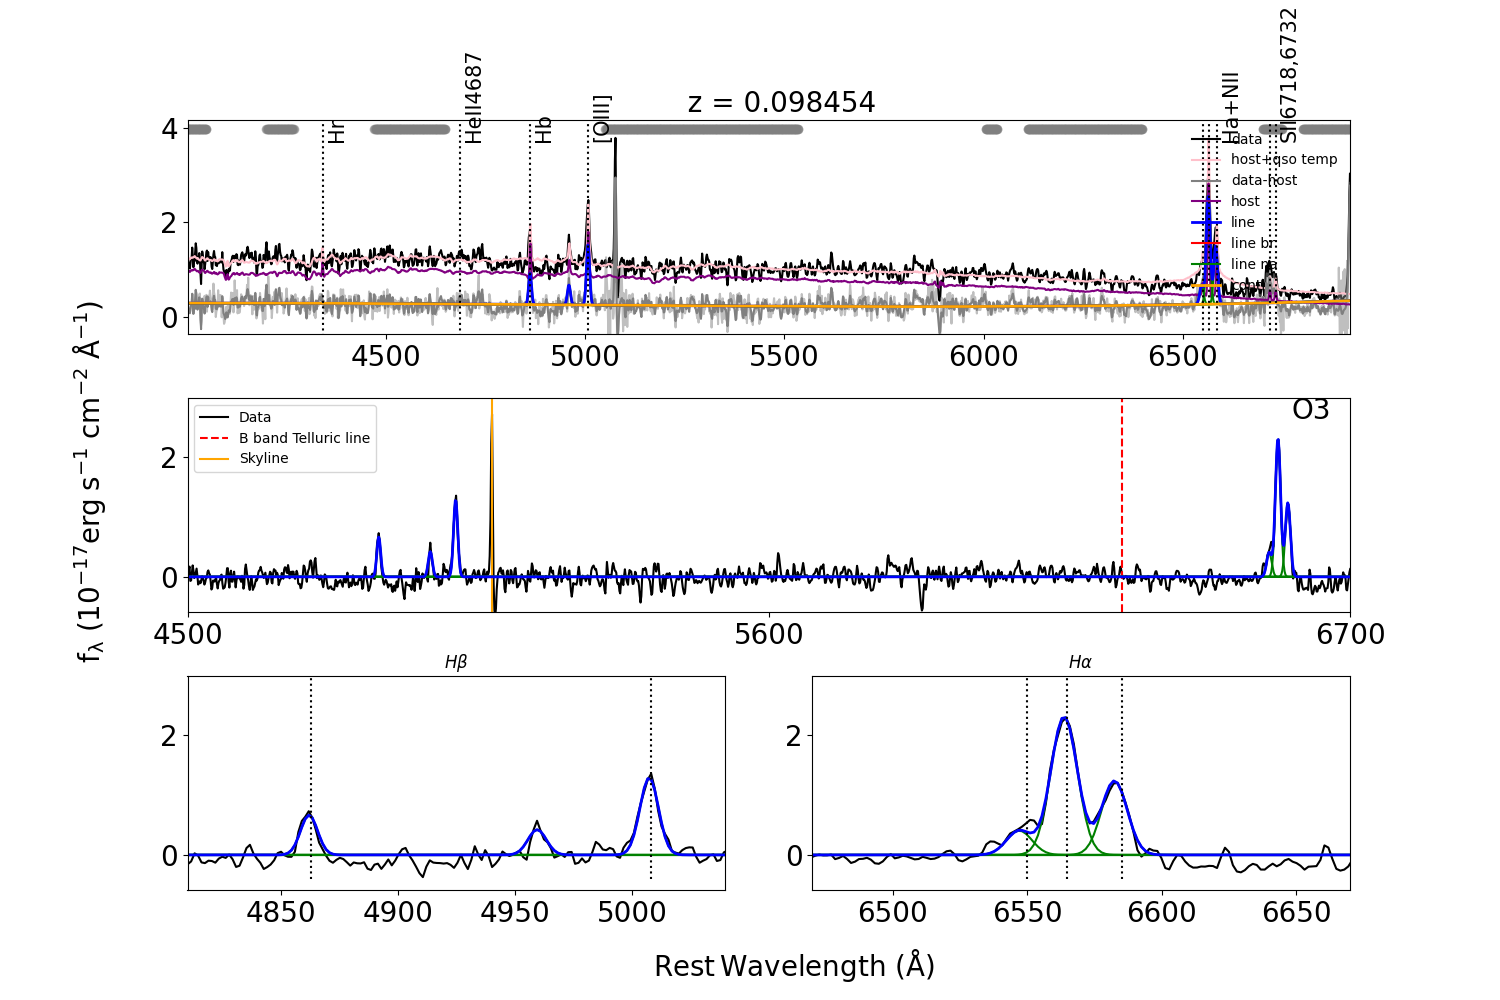 z = 0.098454
Hr
HeII4687
Hb
[OIII]
Ha+NII
SII6718,6732
data
host+qso temp
data-host
host
line
line br
line na
conti
4
2
0
4500 5000 5500 6000 6500
Data
B band Telluric line
Skyline
O3
2
0
4500 5600 6700
fλ (10⁻¹⁷erg s⁻¹ cm⁻² Å⁻¹)
Hβ
2
0
4850 4900 4950 5000
Hα
2
0
6500 6550 6600 6650
Rest Wavelength (Å)